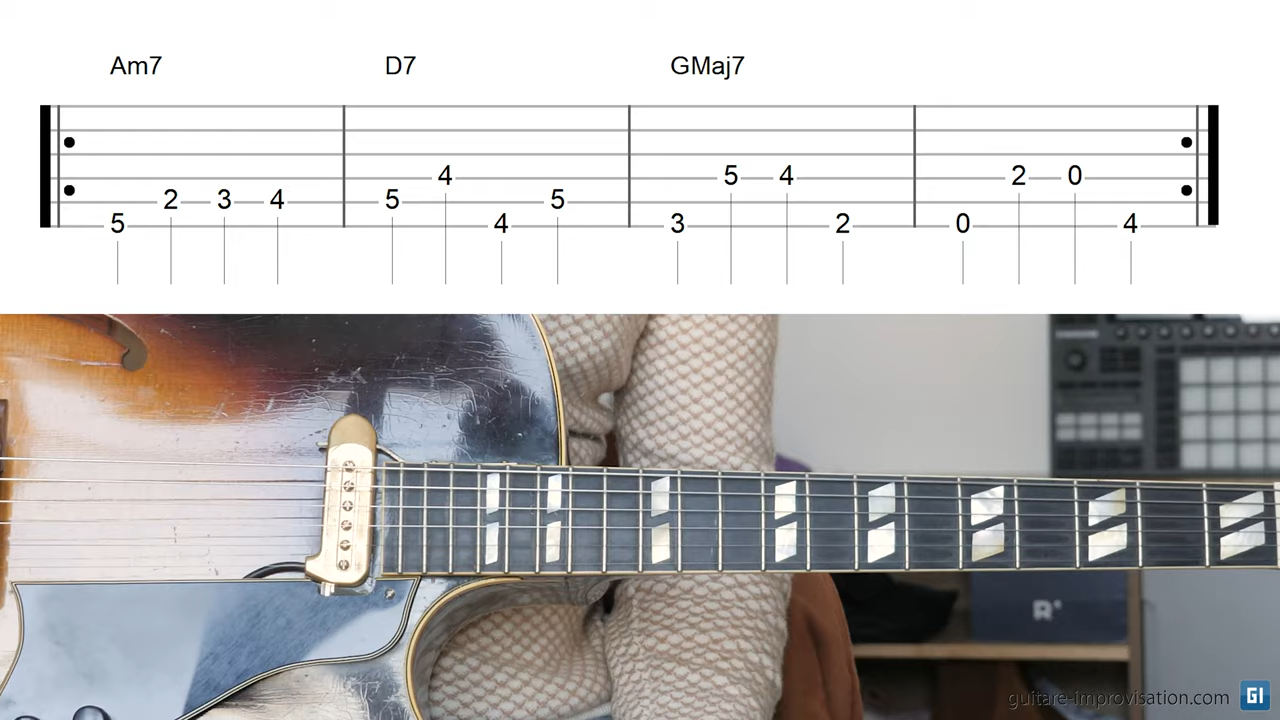 Am7 D7 GMaj7
4 5 4 2 0
2 3 4 5 5
5 4 3 2 0 4
R*
guitare-improvisation.com GI